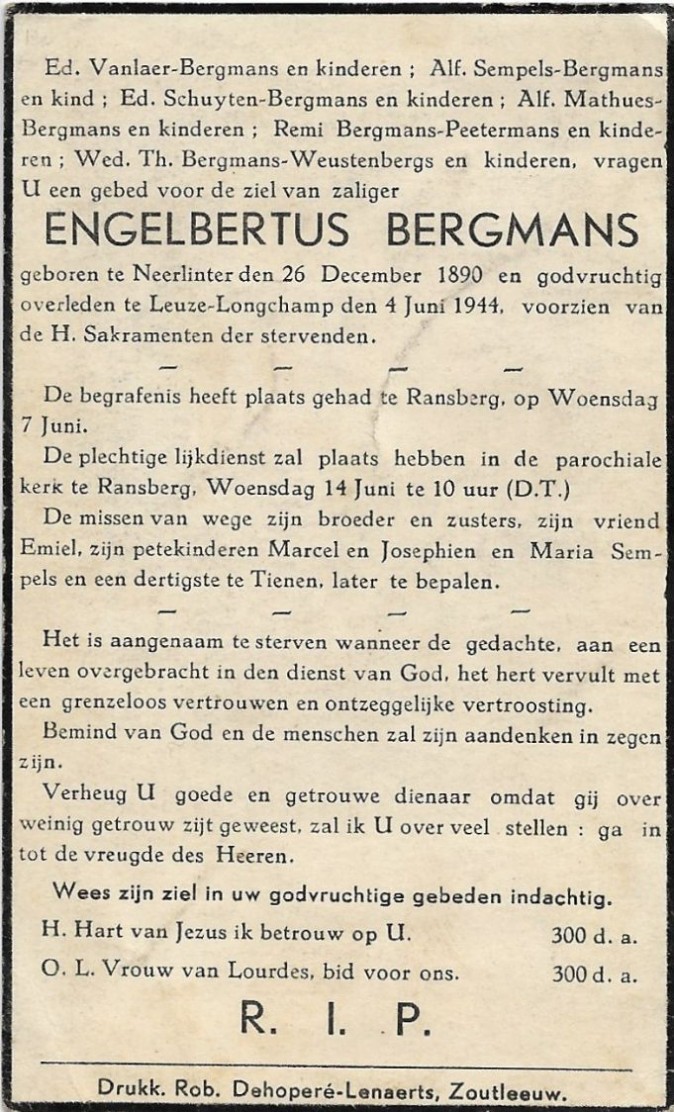 Ed. Vanlaer-Bergmans en kinderen ; Alf. Sempels-Bergmans
en kind ; Ed. Schuyten-Bergmans en kinderen ; Alf. Mathues-
Bergmans en kinderen ; Remi Bergmans-Peetermans en kinde-
ren ; Wed. Th. Bergmans-Weustenbergs en kinderen, vragen
U een gebed voor de ziel van zaliger
ENGELBERTUS BERGMANS
geboren te Neerlinter den 26 December 1890 en godvruchtig
overleden te Leuze-Longchamp den 4 Juni 1944, voorzien van
de H. Sakramenten der stervenden.
— — — —
De begrafenis heeft plaats gehad te Ransberg, op Woensdag
7 Juni.
De plechtige lijkdienst zal plaats hebben in de parochiale
kerk te Ransberg, Woensdag 14 Juni te 10 uur (D.T.)
De missen van wege zijn broeder en zusters, zijn vriend
Emiel, zijn petekinderen Marcel en Josephien en Maria Sem-
pels en een dertigste te Tienen, later te bepalen.
— — — —
Het is aangenaam te sterven wanneer de gedachte, aan een
leven overgebracht in den dienst van God, het hert vervult met
een grenzeloos vertrouwen en ontzeggelijke vertroosting.
Bemind van God en de menschen zal zijn aandenken in zegen
zijn.
Verheug U goede en getrouwe dienaar omdat gij over
weinig getrouw zijt geweest, zal ik U over veel stellen : ga in
tot de vreugde des Heeren.
Wees zijn ziel in uw godvruchtige gebeden indachtig.
H. Hart van Jezus ik betrouw op U. 300 d. a.
O. L. Vrouw van Lourdes, bid voor ons. 300 d. a.
R. I. P.
Drukk. Rob. Dehoperé-Lenaerts, Zoutleeuw.